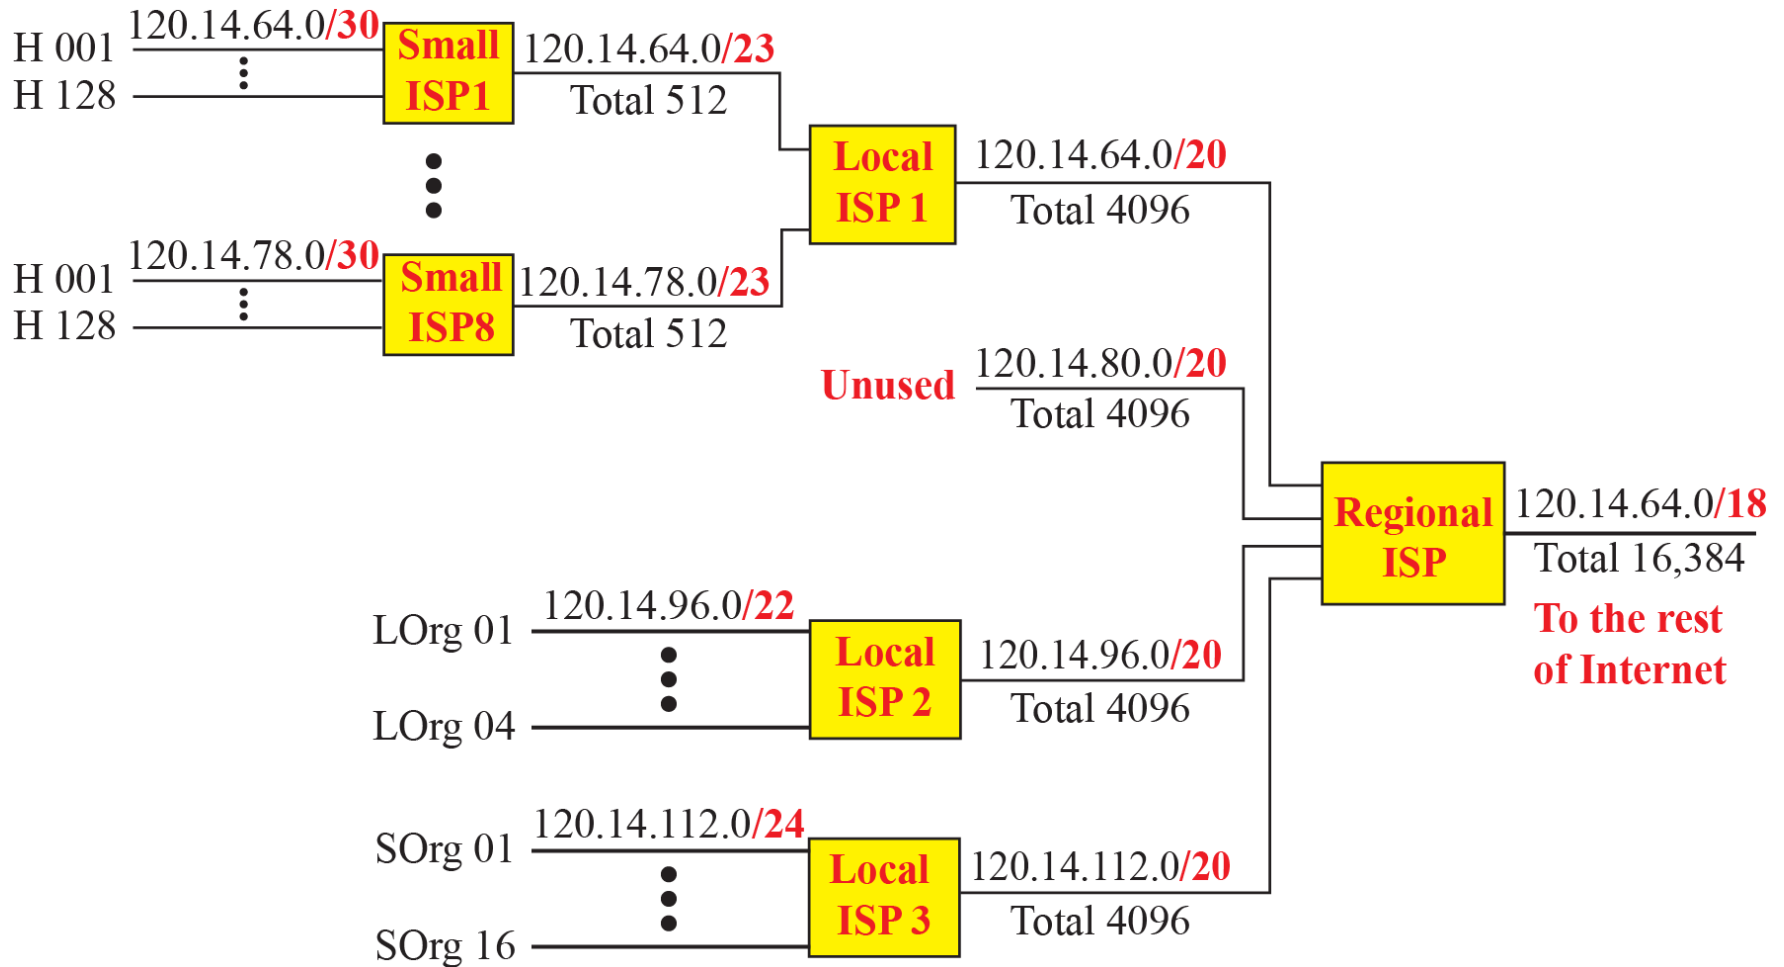 H 001
120.14.64.0/30
H 128
Small
ISP1
120.14.64.0/23
Total 512
H 001
120.14.78.0/30
H 128
Small
ISP8
120.14.78.0/23
Total 512
Local
ISP 1
120.14.64.0/20
Total 4096
Unused
120.14.80.0/20
Total 4096
LOrg 01
120.14.96.0/22
LOrg 04
Local
ISP 2
120.14.96.0/20
Total 4096
SOrg 01
120.14.112.0/24
SOrg 16
Local
ISP 3
120.14.112.0/20
Total 4096
Regional
ISP
120.14.64.0/18
Total 16,384
To the rest
of Internet